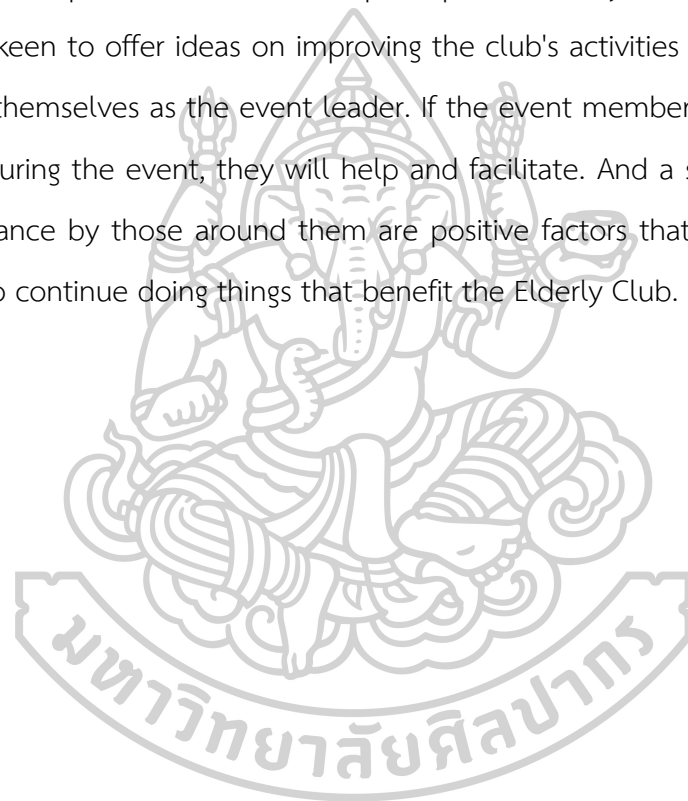 keen to offer ideas on improving the club's activities
themselves as the event leader. If the event member
uring the event, they will help and facilitate. And a s
ance by those around them are positive factors that
o continue doing things that benefit the Elderly Club.
มหาวิทยาลัยศิลปากร